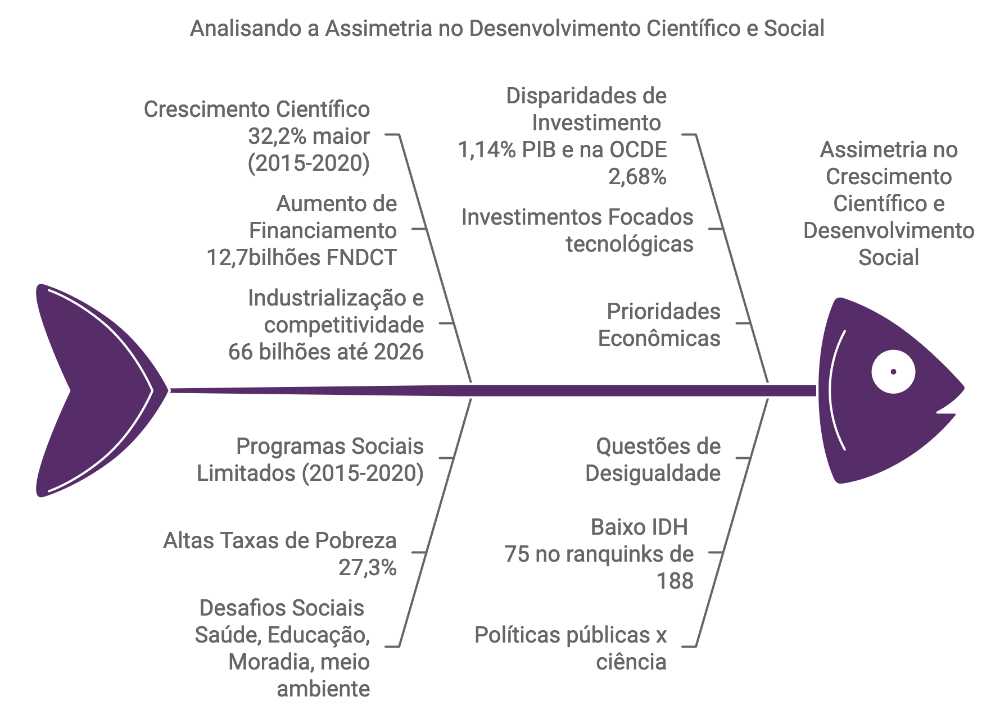 Analisando a Assimetria no Desenvolvimento Científico e Social
Crescimento Científico
32,2% maior
(2015-2020)
Aumento de
Financiamento
12,7bilhões FNDCT
Industrialização e
competitividade
66 bilhões até 2026
Disparidades de
Investimento
1,14% PIB e na OCDE
2,68%
Investimentos Focados
tecnológicas
Prioridades
Econômicas
Assimetria no
Crescimento
Científico e
Desenvolvimento
Social
Programas Sociais
Limitados (2015-2020)
Altas Taxas de Pobreza
27,3%
Desafios Sociais
Saúde, Educação,
Moradia, meio
ambiente
Questões de
Desigualdade
Baixo IDH
75 no ranquinks de
188
Políticas públicas x
ciência